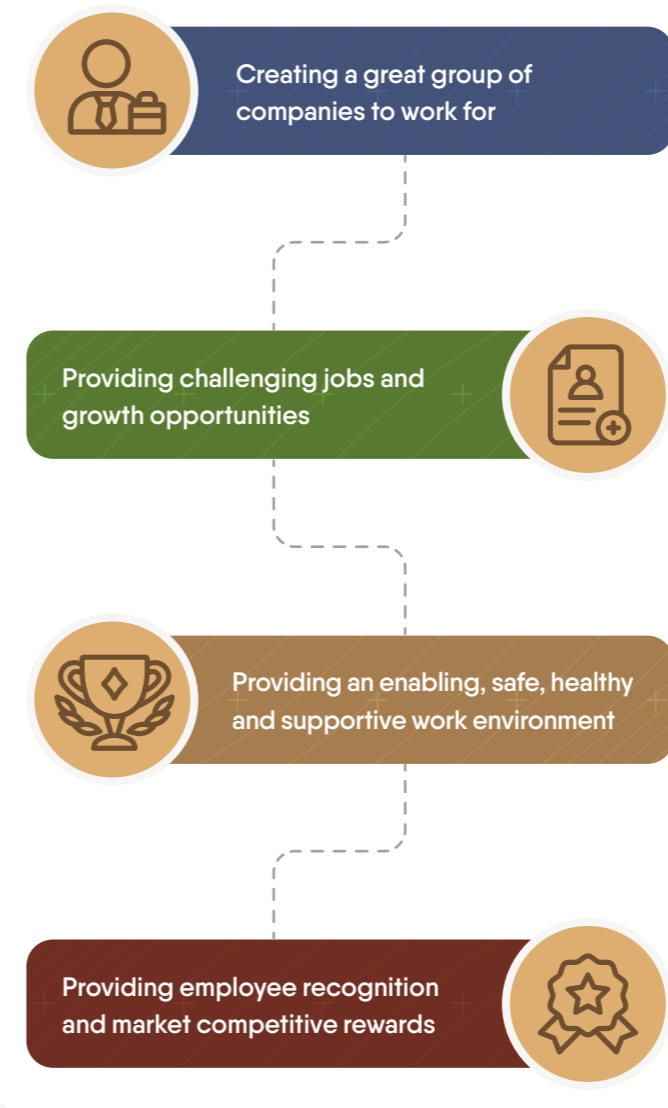 Creating a great group of
companies to work for
Providing challenging jobs and
growth opportunities
Providing an enabling, safe, healthy
and supportive work environment
Providing employee recognition
and market competitive rewards